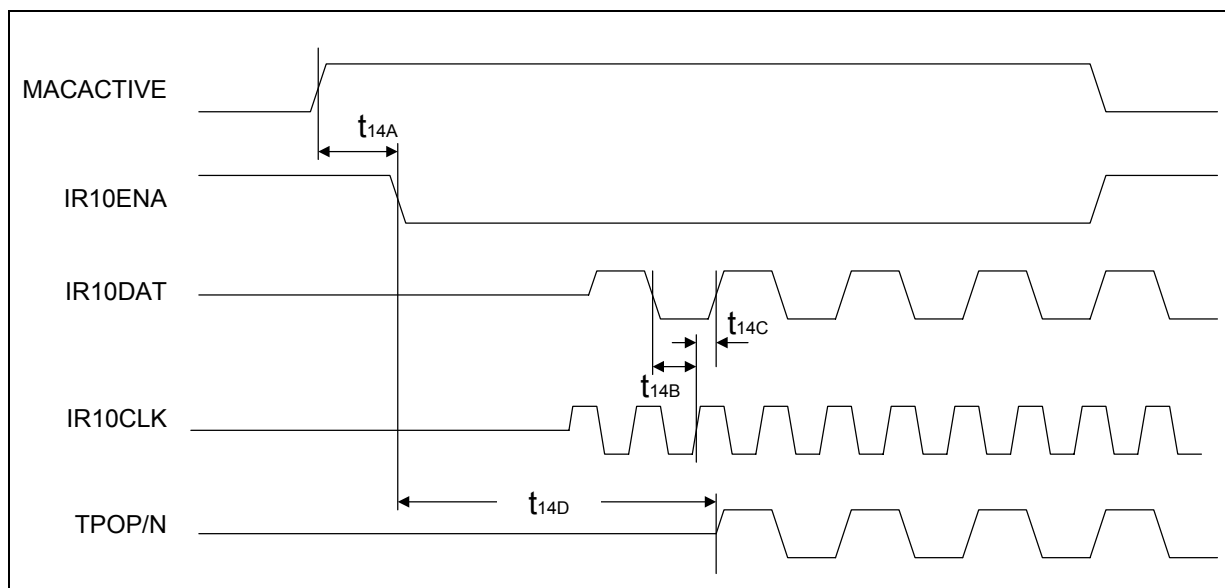 MACACTIVE
t14A
IR10ENA
IR10DAT
t14C
t14B
IR10CLK
t14D
TPOP/N